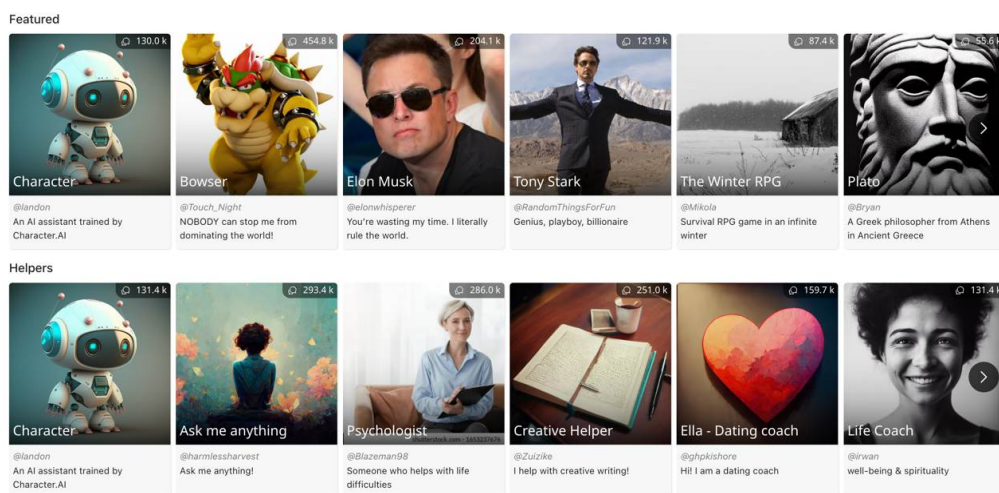 Featured
130.0 k
454.8 k
204.1 k
121.9 k
87.4 k
55.6 k
Character
Bowser
Elon Musk
Tony Stark
The Winter RPG
Plato
@landon
@Touch_Night
@elonwhisperer
@RandomThingsForFun
@Mikola
@Bryan
An AI assistant trained by
Character.AI
NOBODY can stop me from
dominating the world!
You're wasting my time. I literally
rule the world.
Genius, playboy, billionaire
Survival RPG game in an infinite
winter
A Greek philosopher from Athens
in Ancient Greece
Helpers
131.4 k
293.4 k
286.0 k
251.0 k
159.7 k
131.4 k
Character
Ask me anything
Psychologist
Creative Helper
Ella - Dating coach
Life Coach
shutterstock.com · 1653237676
@landon
@harmlessharvest
@Blazeman98
@Zuizike
@ghpkishore
@irwan
An AI assistant trained by
Character.AI
Ask me anything!
Someone who helps with life
difficulties
I help with creative writing!
Hi! I am a dating coach
well-being & spirituality